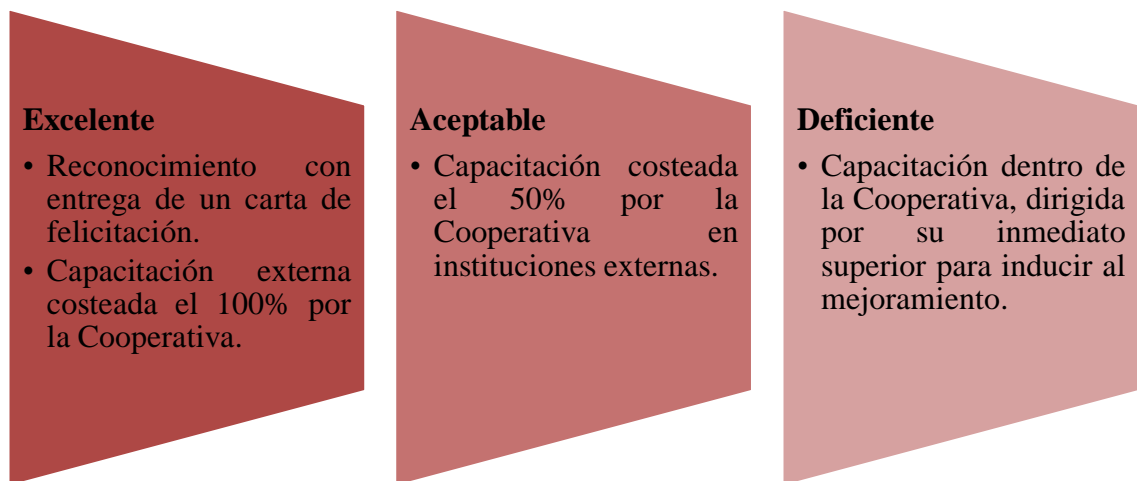 Excelente
• Reconocimiento con
entrega de un carta de
felicitación.
• Capacitación externa
costeada el 100% por
la Cooperativa.
Aceptable
• Capacitación costeada
el 50% por la
Cooperativa en
instituciones externas.
Deficiente
• Capacitación dentro de
la Cooperativa, dirigida
por su inmediato
superior para inducir al
mejoramiento.